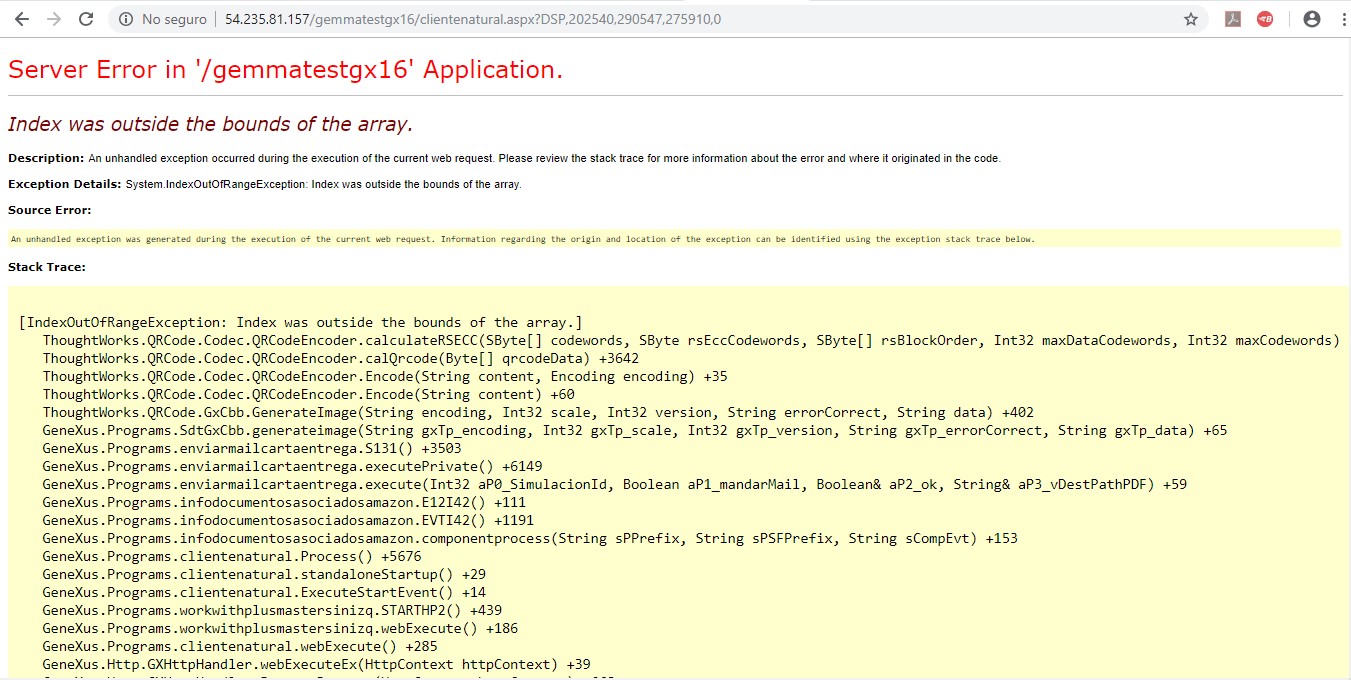 No seguro
54.235.81.157/gemmatestgx16/clientenatural.aspx?DSP,202540,290547,275910,0
Server Error in '/gemmatestgx16' Application.
Index was outside the bounds of the array.
Description: An unhandled exception occurred during the execution of the current web request. Please review the stack trace for more information about the error and where it originated in the code.
Exception Details: System.IndexOutOfRangeException: Index was outside the bounds of the array.
Source Error:
An unhandled exception was generated during the execution of the current web request. Information regarding the origin and location of the exception can be identified using the exception stack trace below.
Stack Trace:
[IndexOutOfRangeException: Index was outside the bounds of the array.]
ThoughtWorks.QRCode.Codec.QRCodeEncoder.calculateRSECC(SByte[] codewords, SByte rsEccCodewords, SByte[] rsBlockOrder, Int32 maxDataCodewords, Int32 maxCodewords)
ThoughtWorks.QRCode.Codec.QRCodeEncoder.calQrcode(Byte[] qrcodeData) +3642
ThoughtWorks.QRCode.Codec.QRCodeEncoder.Encode(String content, Encoding encoding) +35
ThoughtWorks.QRCode.Codec.QRCodeEncoder.Encode(String content) +60
ThoughtWorks.QRCode.GxCbb.GenerateImage(String encoding, Int32 scale, Int32 version, String errorCorrect, String data) +402
GeneXus.Programs.SdtGxCbb.generateimage(String gxTp_encoding, Int32 gxTp_scale, Int32 gxTp_version, String gxTp_errorCorrect, String gxTp_data) +65
GeneXus.Programs.enviarmailcartaentrega.S131() +3503
GeneXus.Programs.enviarmailcartaentrega.executePrivate() +6149
GeneXus.Programs.enviarmailcartaentrega.execute(Int32 aP0_SimulacionId, Boolean aP1_mandarMail, Boolean& aP2_ok, String& aP3_vDestPathPDF) +59
GeneXus.Programs.infodocumentosasociadosamazon.E12I42() +111
GeneXus.Programs.infodocumentosasociadosamazon.EVTI42() +1191
GeneXus.Programs.infodocumentosasociadosamazon.componentprocess(String sPPrefix, String sPSFPrefix, String sCompEvt) +153
GeneXus.Programs.clientenatural.Process() +5676
GeneXus.Programs.clientenatural.standaloneStartup() +29
GeneXus.Programs.clientenatural.ExecuteStartEvent() +14
GeneXus.Programs.workwithplusmastersinizq.STARTHP2() +439
GeneXus.Programs.workwithplusmastersinizq.webExecute() +186
GeneXus.Programs.clientenatural.webExecute() +285
GeneXus.Http.GXHttpHandler.webExecuteEx(HttpContext httpContext) +39